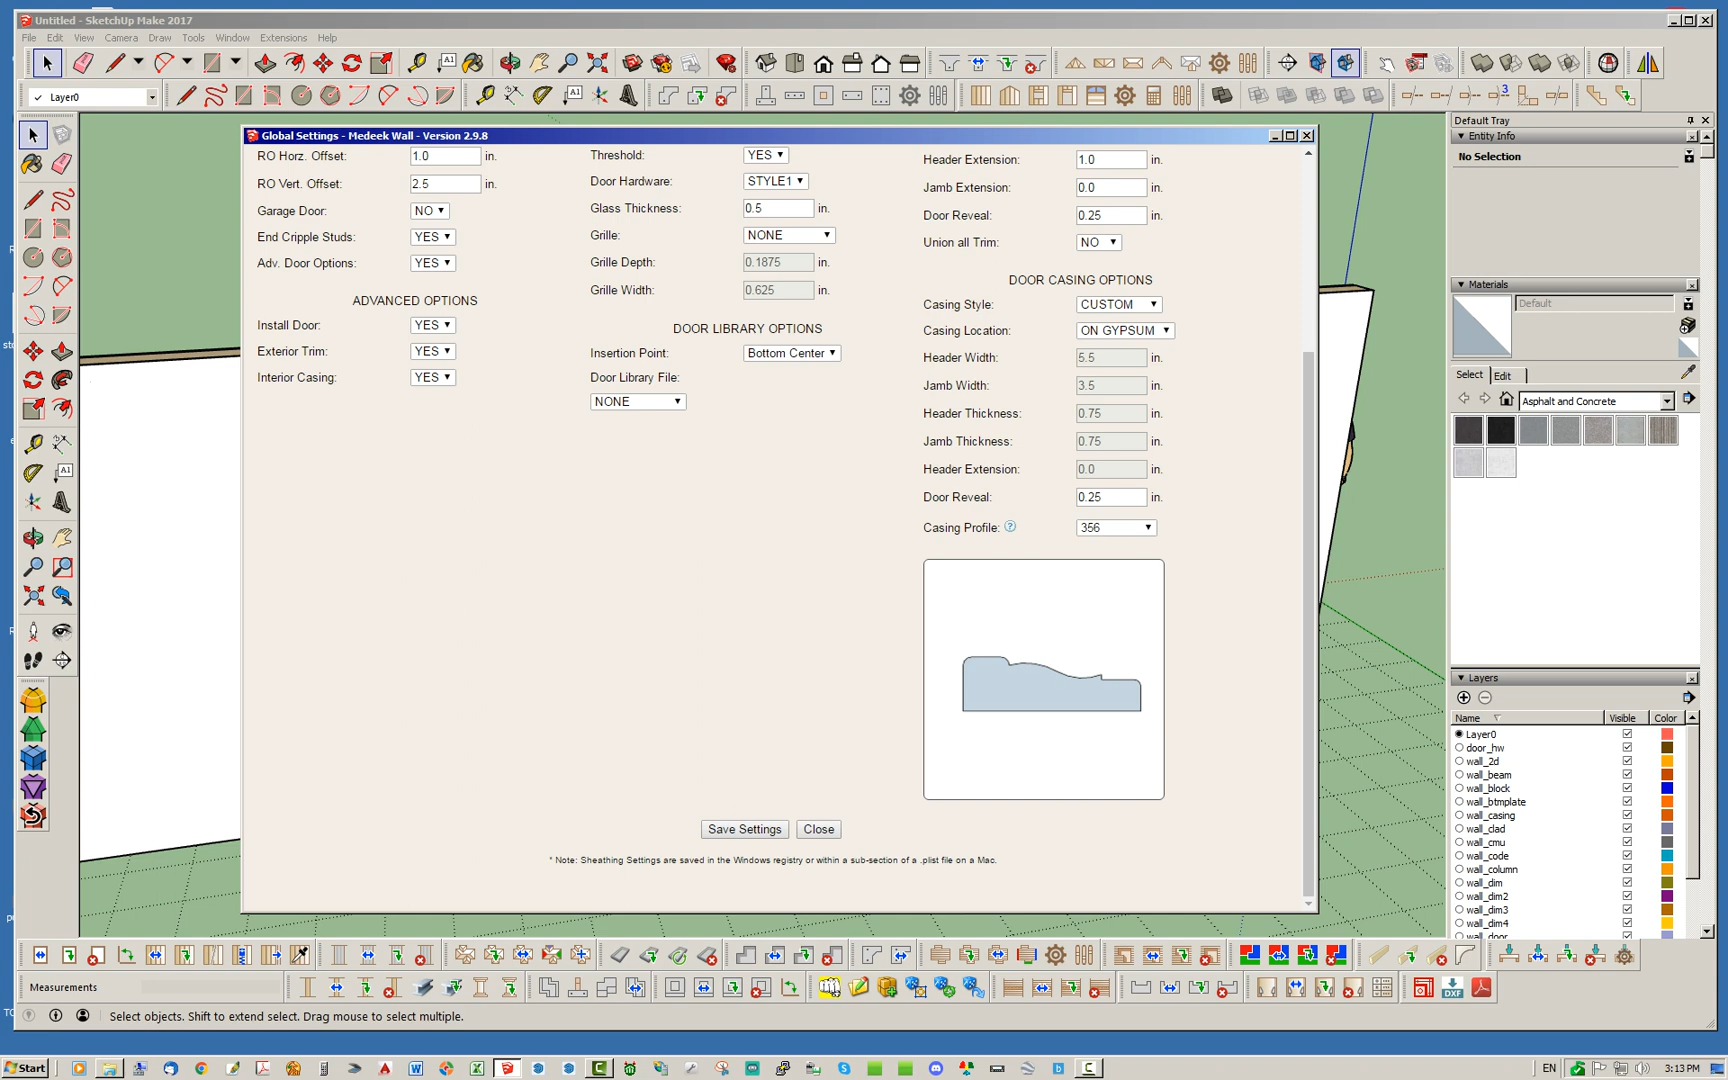 Untitled - SketchUp Make 2017
File Edit View Camera Draw Tools Window Extensions Help
Layer0
Global Settings - Medeek Wall - Version 2.9.8
RO Horz. Offset: 1.0 in.
RO Vert. Offset: 2.5 in.
Garage Door: NO
End Cripple Studs: YES
Adv. Door Options: YES
ADVANCED OPTIONS
Install Door: YES
Exterior Trim: YES
Interior Casing: YES
Threshold: YES
Door Hardware: STYLE1
Glass Thickness: 0.5 in.
Grille: NONE
Grille Depth: 0.1875 in.
Grille Width: 0.625 in.
DOOR LIBRARY OPTIONS
Insertion Point: Bottom Center
Door Library File:
NONE
Header Extension: 1.0 in.
Jamb Extension: 0.0 in.
Door Reveal: 0.25 in.
Union all Trim: NO
DOOR CASING OPTIONS
Casing Style: CUSTOM
Casing Location: ON GYPSUM
Header Width: 5.5 in.
Jamb Width: 3.5 in.
Header Thickness: 0.75 in.
Jamb Thickness: 0.75 in.
Header Extension: 0.0 in.
Door Reveal: 0.25 in.
Casing Profile: ? 356
Save Settings Close
* Note: Sheathing Settings are saved in the Windows registry or within a sub-section of a .plist file on a Mac.
Default Tray
Entity Info
No Selection
Materials
Default
Select Edit
Asphalt and Concrete
Layers
Name Visible Color
Layer0
door_hw
wall_2d
wall_beam
wall_block
wall_btmplate
wall_casing
wall_clad
wall_cmu
wall_code
wall_column
wall_dim
wall_dim2
wall_dim3
wall_dim4
wall_door
Measurements
DXF
Select objects. Shift to extend select. Drag mouse to select multiple.
Start
EN
3:13 PM